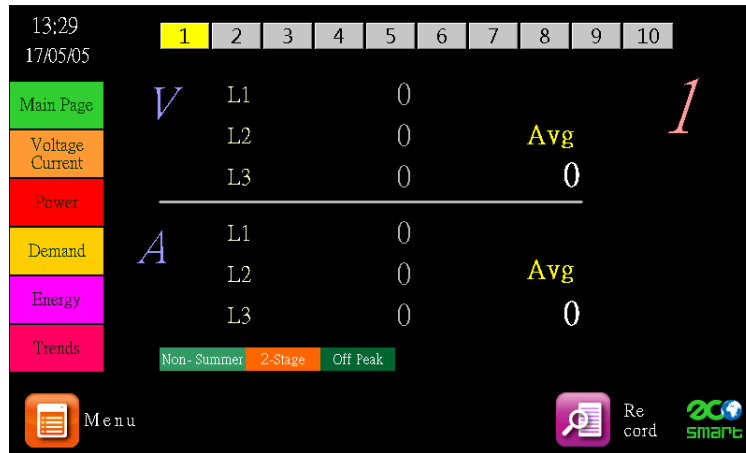 13:29
17/05/05
1 2 3 4 5 6 7 8 9 10
Main Page
Voltage
Current
Power
Demand
Energy
Trends
V
L1 0
L2 0 Avg
L3 0 0
1
A
L1 0
L2 0 Avg
L3 0 0
Non- Summer 2-Stage Off Peak
Menu
Re
cord
eco
smart